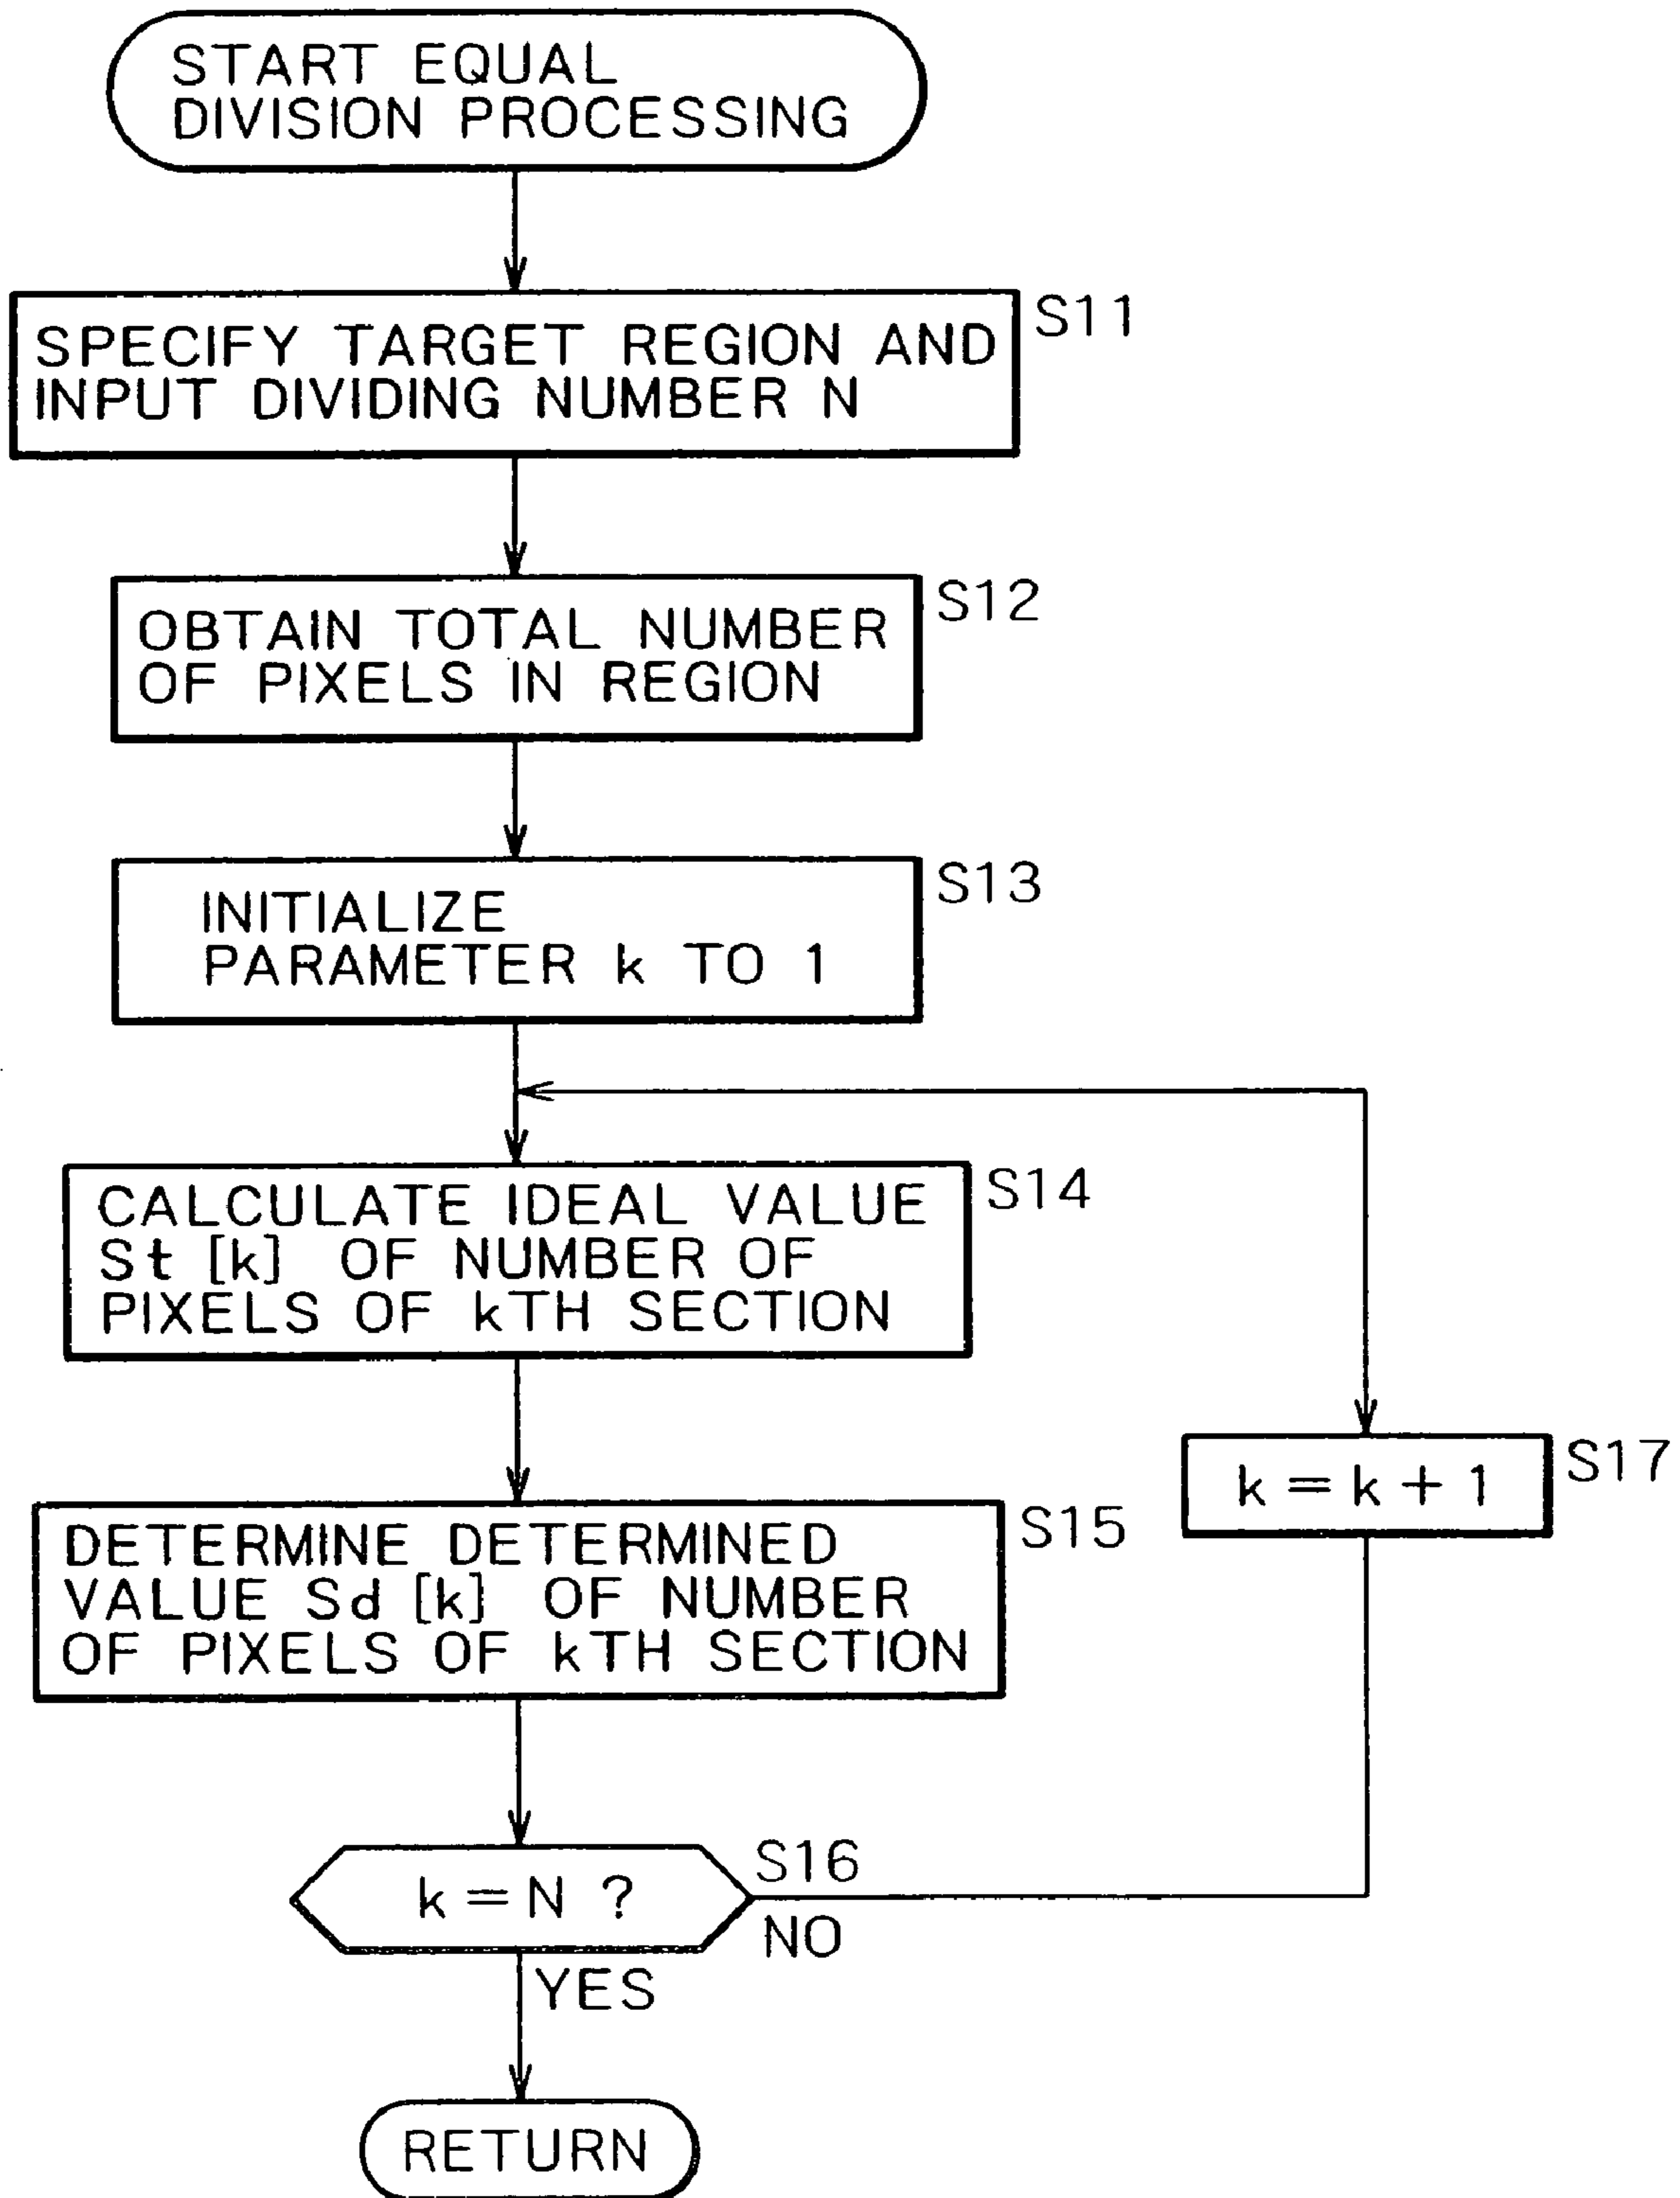 START EQUAL
DIVISION PROCESSING
SPECIFY TARGET REGION AND
INPUT DIVIDING NUMBER N
S11
OBTAIN TOTAL NUMBER
OF PIXELS IN REGION
S12
INITIALIZE
PARAMETER k TO 1
S13
CALCULATE IDEAL VALUE
St [k] OF NUMBER OF
PIXELS OF kTH SECTION
S14
DETERMINE DETERMINED
VALUE Sd [k] OF NUMBER
OF PIXELS OF kTH SECTION
S15
k = k + 1
S17
k = N ?
S16
NO
YES
RETURN